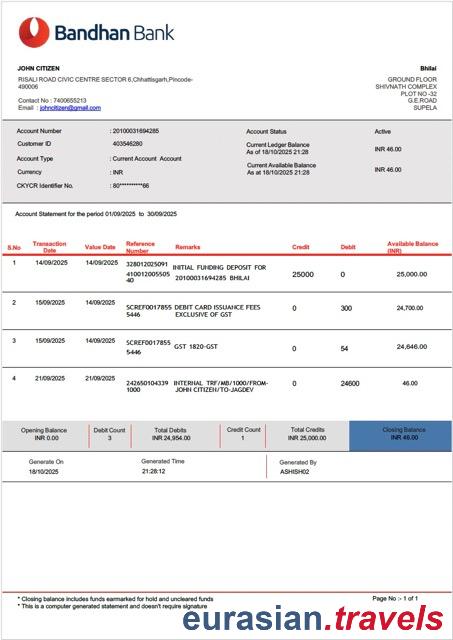 Bandhan Bank
JOHN CITIZEN
RISALI ROAD CIVIC CENTRE SECTOR 6,Chhattisgarh,Pincode-
490006
Contact No : 7400655213
Email : johncitizen@gmail.com
Bhilai
GROUND FLOOR
SHIVNATH COMPLEX
PLOT NO -32
G.E.ROAD
SUPELA
Account Number : 20100031694285
Customer ID 403546280
Account Type : Current Account Account
Currency : INR
CKYCR Identifier No. : 80**********66
Account Status Active
Current Ledger Balance
As of 18/10/2025 21:28 INR 46.00
Current Available Balance
As at 18/10/2025 21:28 INR 46.00
Account Statement for the period 01/09/2025 to 30/09/2025
S.No Transaction Date Value Date Reference Number Remarks Credit Debit Available Balance (INR)
1 14/09/2025 14/09/2025 328012025091 INITIAL FUNDING DEPOSIT FOR 25000 0 25,000.00
410012005505 20100031694285 BHILAI
40
2 15/09/2025 14/09/2025 SCREF0017855 DEBIT CARD ISSUANCE FEES 0 300 24,700.00
5446 EXCLUSIVE OF GST
3 15/09/2025 14/09/2025 SCREF0017855 GST 1820-GST 0 54 24,646.00
5446
4 21/09/2025 21/09/2025 242650104339 INTERNAL TRF/MB/1000/FROM- 0 24600 46.00
1000 JOHN CITIZEN/TO-JAGDEV
Opening Balance Debit Count Total Debits Credit Count Total Credits Closing Balance
INR 0.00 3 INR 24,954.00 1 INR 25,000.00 INR 46.00
Generate On Generated Time Generated By
18/10/2025 21:28:12 ASHISH02
* Closing balance includes funds earmarked for hold and uncleared funds
* This is a computer generated statement and doesn't require signature
Page No :- 1 of 1
eurasian.travels